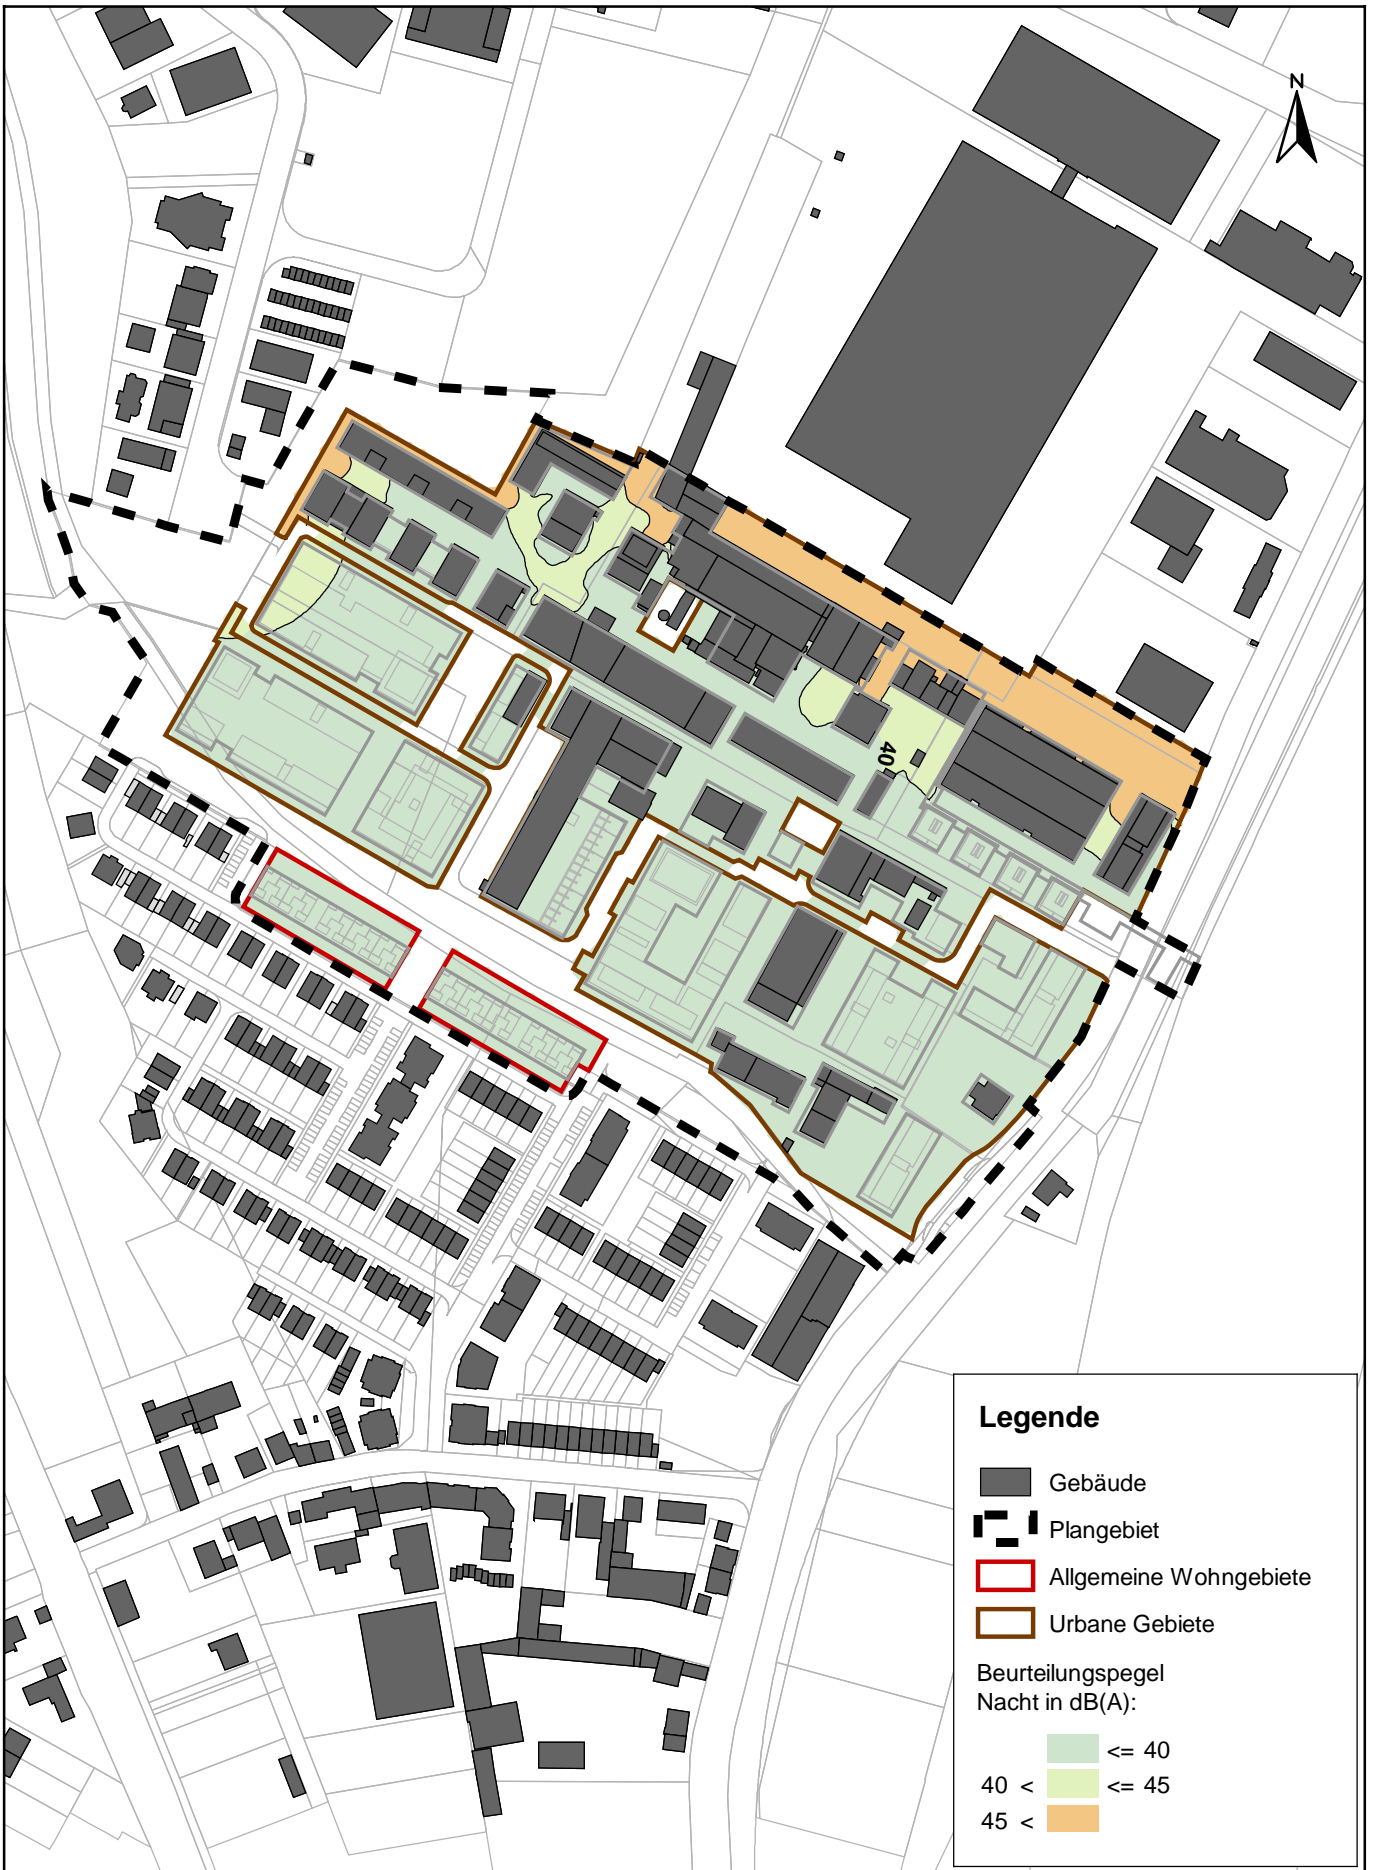 N
40
Legende
Gebäude
Plangebiet
Allgemeine Wohngebiete
Urbane Gebiete
Beurteilungspegel
Nacht in dB(A):
<= 40
40 < <= 45
45 <